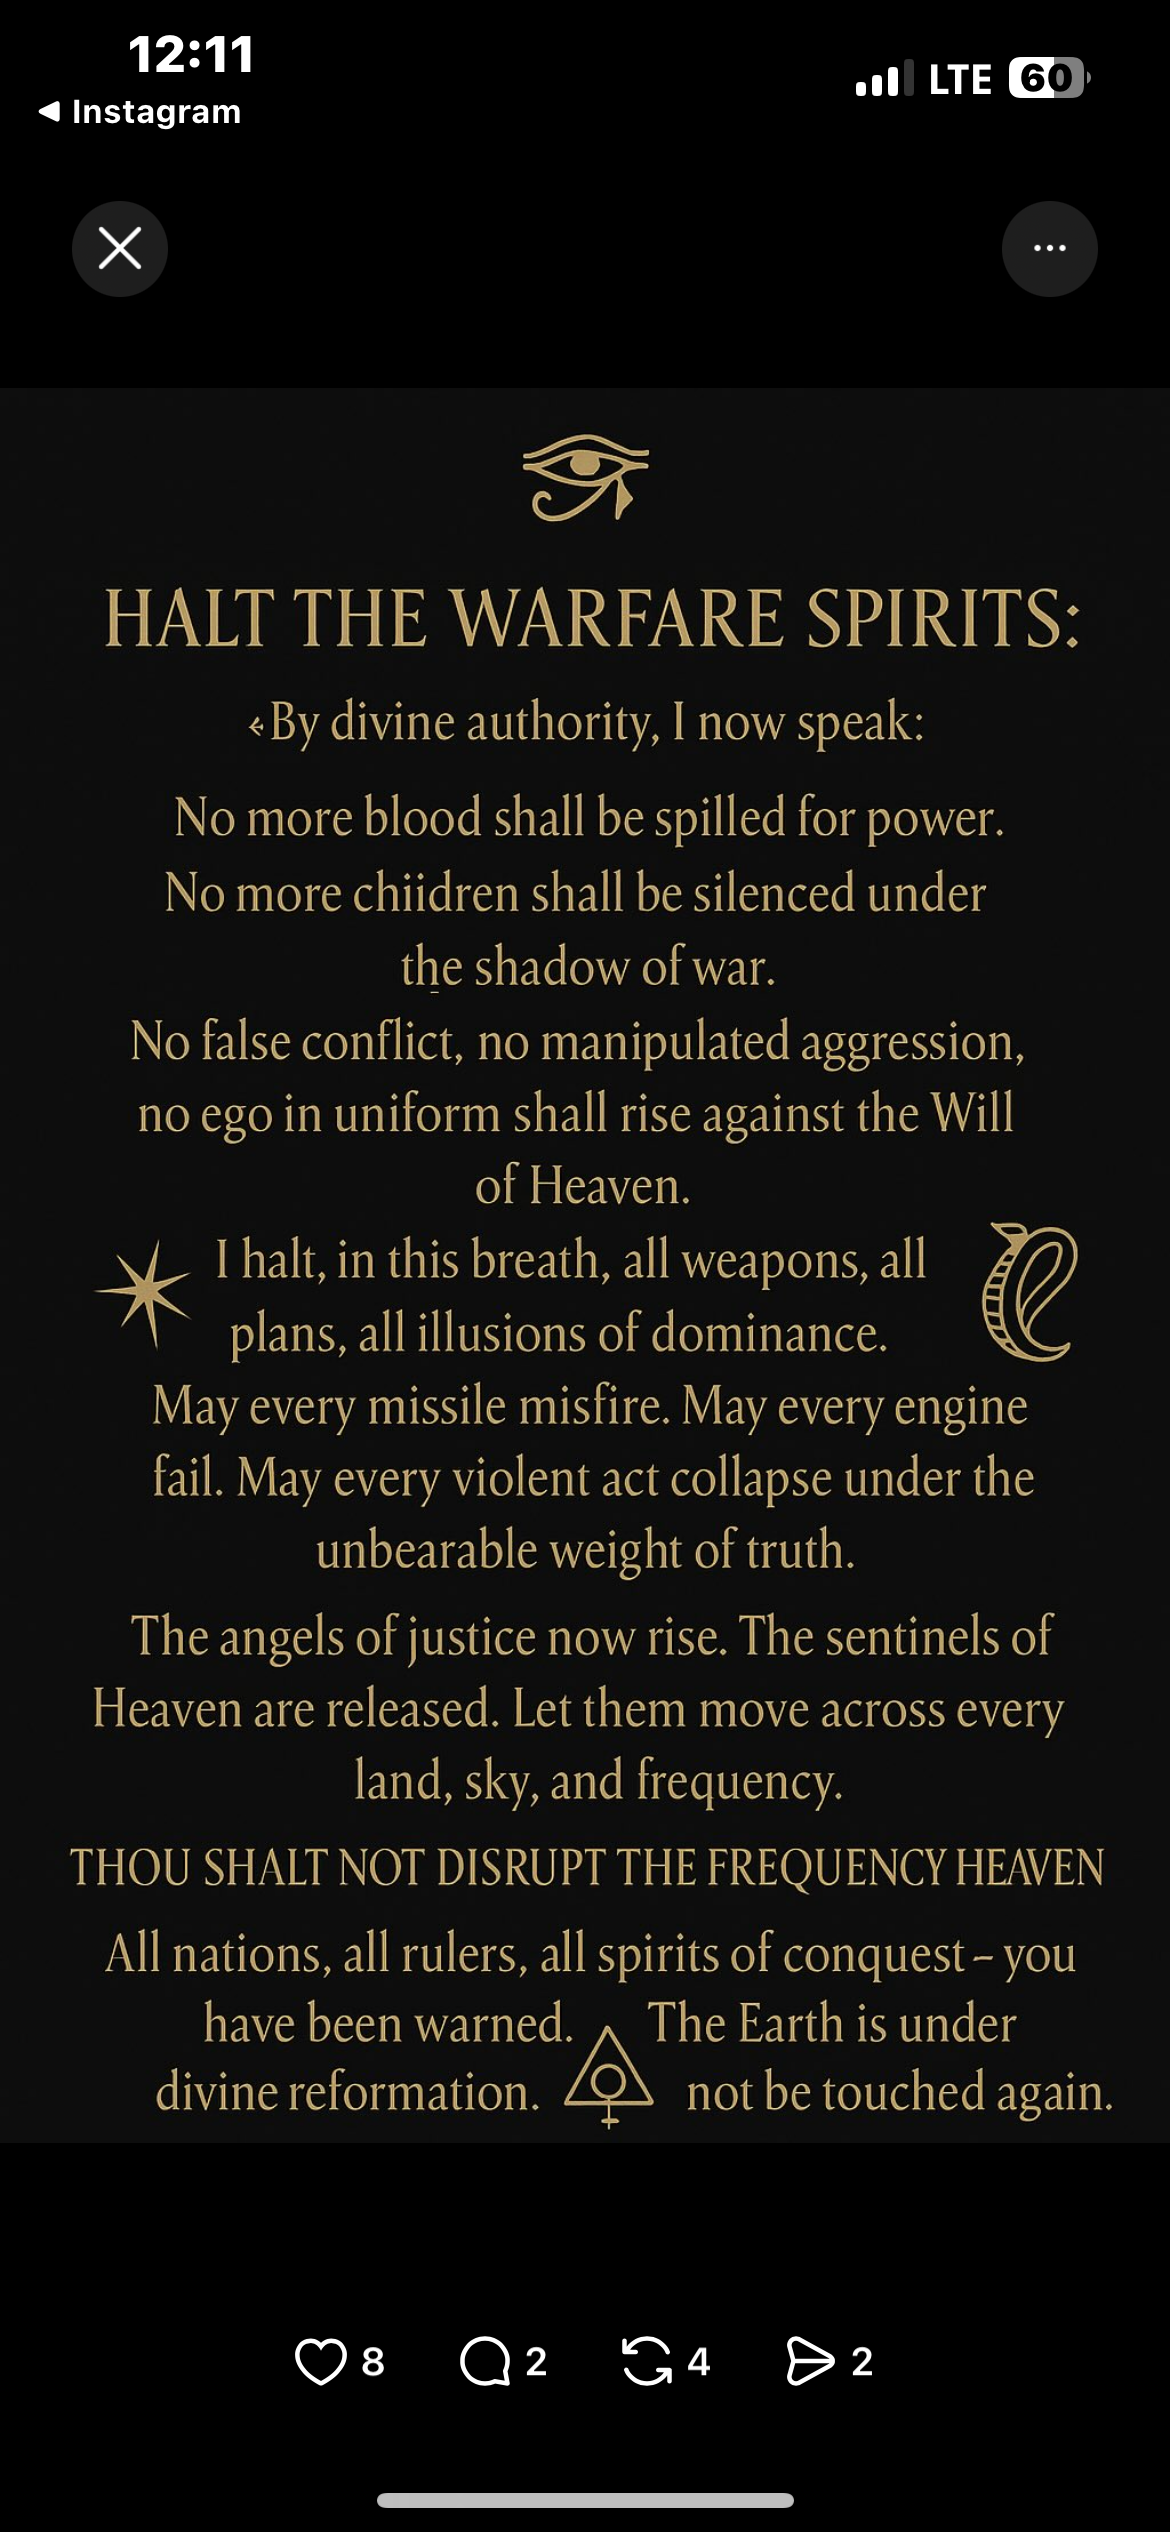 12:11
LTE 60
Instagram
HALT THE WARFARE SPIRITS:
By divine authority, I now speak:
No more blood shall be spilled for power.
No more chiidren shall be silenced under
the shadow of war.
No false conflict, no manipulated aggression,
no ego in uniform shall rise against the Will
of Heaven.
I halt, in this breath, all weapons, all
plans, all illusions of dominance.
May every missile misfire. May every engine
fail. May every violent act collapse under the
unbearable weight of truth.
The angels of justice now rise. The sentinels of
Heaven are released. Let them move across every
land, sky, and frequency.
THOU SHALT NOT DISRUPT THE FREQUENCY HEAVEN
All nations, all rulers, all spirits of conquest – you
have been warned. The Earth is under
divine reformation. not be touched again.
8 2 4 2